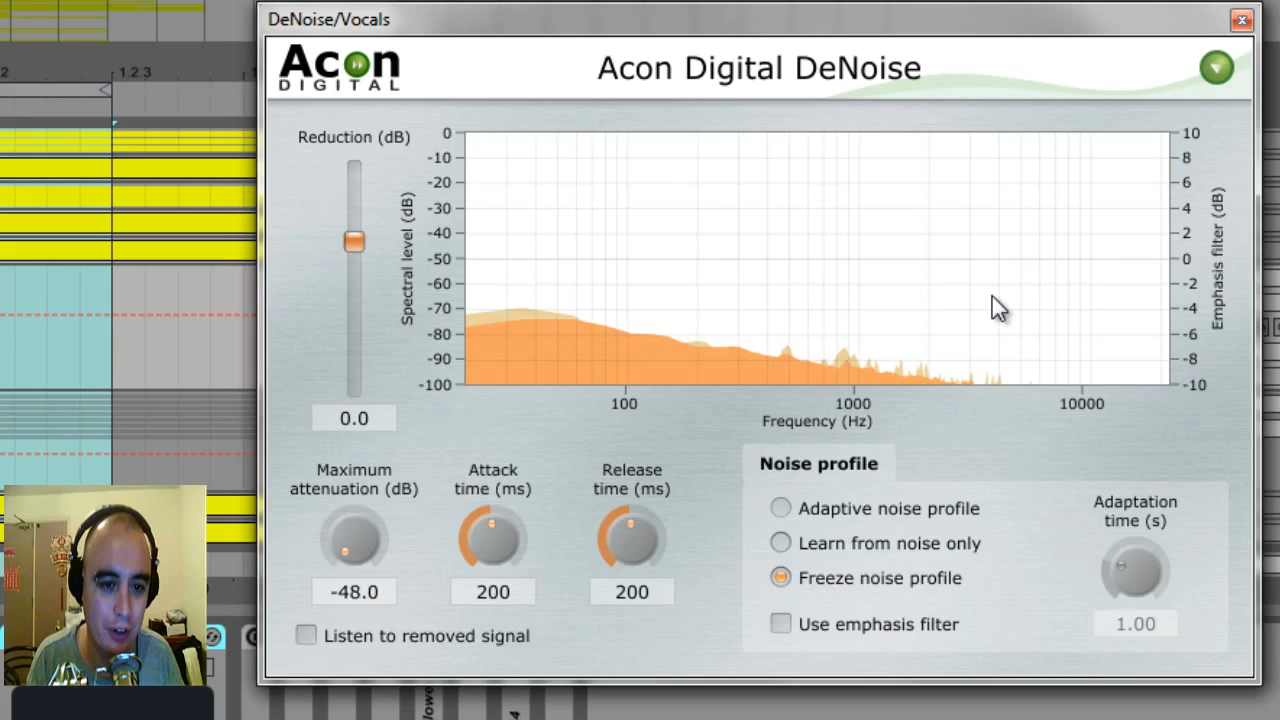 DeNoise/Vocals
2
1.2.3
1
Acon
DIGITAL
Acon Digital DeNoise
Reduction (dB)
0.0
Spectral level (dB)
0
-10
-20
-30
-40
-50
-60
-70
-80
-90
-100
10
8
6
4
2
0
-2
-4
-6
-8
-10
Emphasis filter (dB)
100
1000
10000
Frequency (Hz)
Maximum
attenuation (dB)
-48.0
Attack
time (ms)
200
Release
time (ms)
200
Listen to removed signal
Noise profile
Adaptive noise profile
Learn from noise only
Freeze noise profile
Use emphasis filter
Adaptation
time (s)
1.00
4